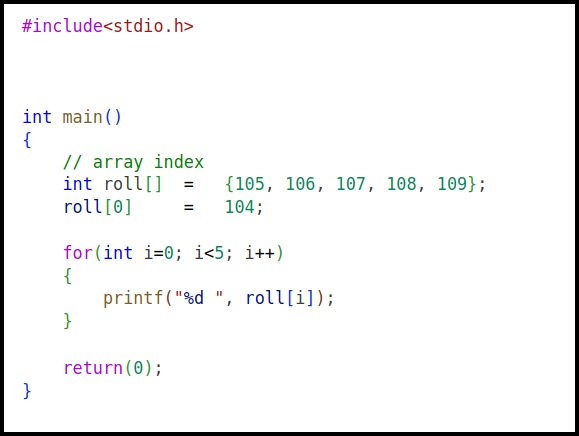 #include<stdio.h>
int main()
{
    // array index
    int roll[]  =   {105, 106, 107, 108, 109};
    roll[0]     =   104;
    for(int i=0; i<5; i++)
    {
        printf("%d ", roll[i]);
    }
    return(0);
}